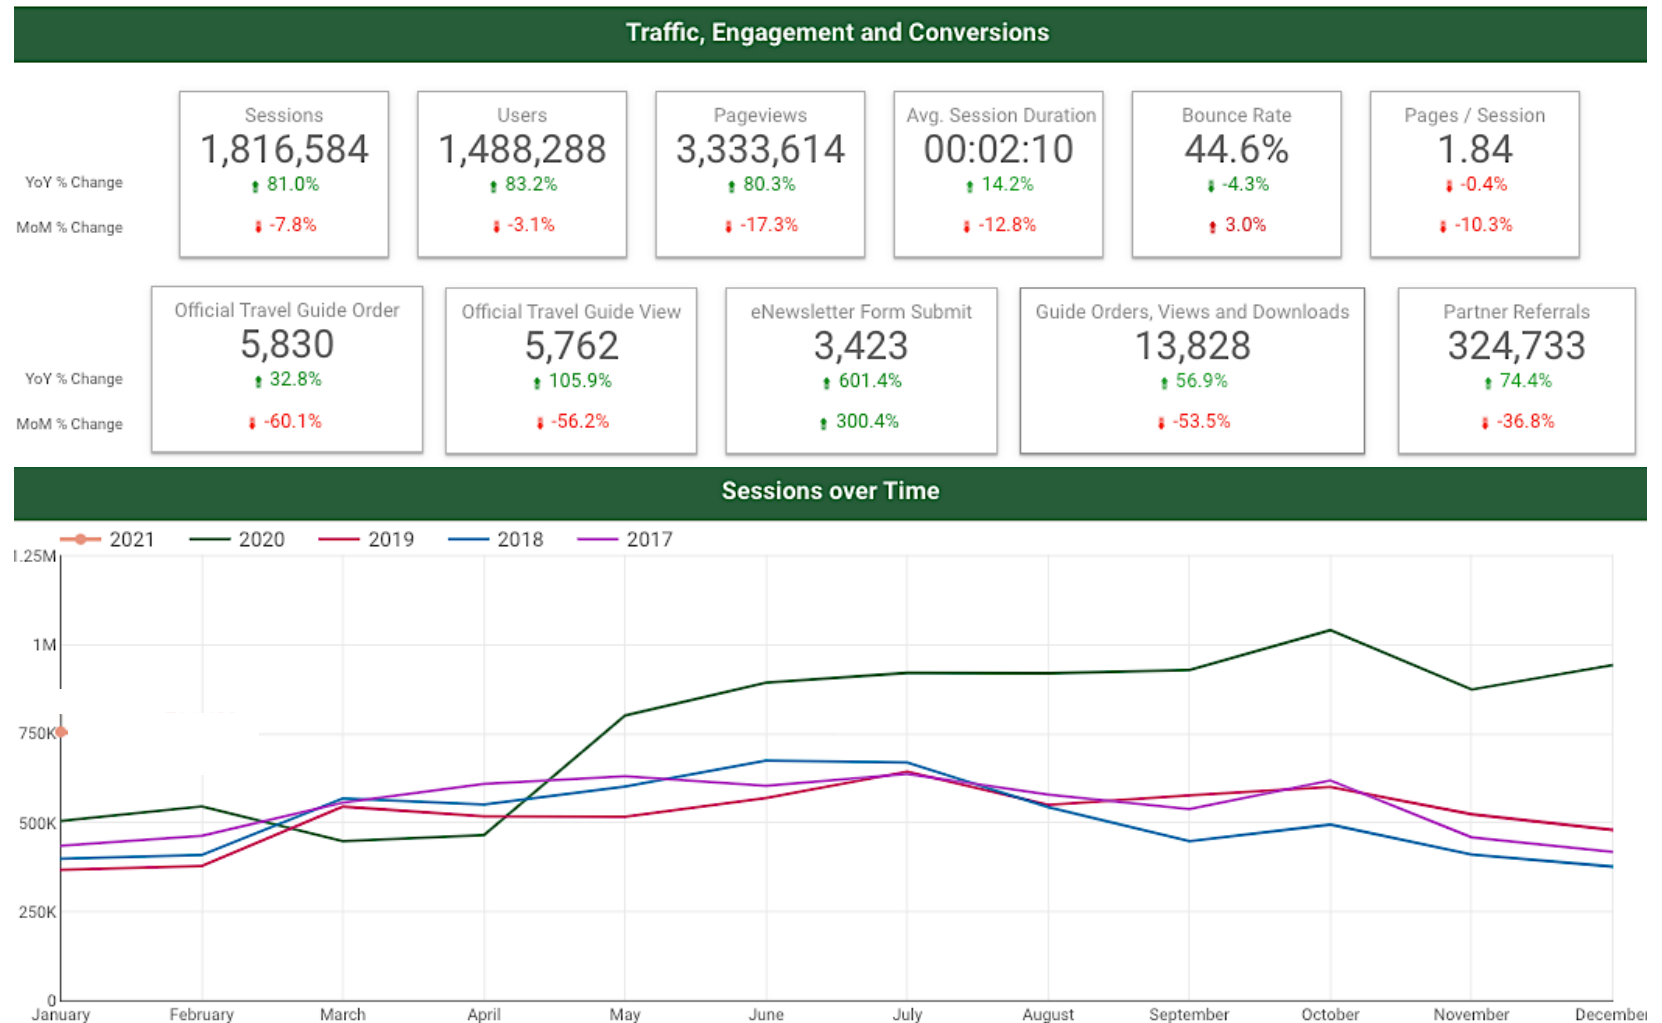 Traffic, Engagement and Conversions
Sessions
1,816,584
81.0%
-7.8%
Users
1,488,288
83.2%
-3.1%
Pageviews
3,333,614
80.3%
-17.3%
Avg. Session Duration
00:02:10
14.2%
-12.8%
Bounce Rate
44.6%
-4.3%
3.0%
Pages / Session
1.84
-0.4%
-10.3%
YoY % Change
MoM % Change
Official Travel Guide Order
5,830
32.8%
-60.1%
Official Travel Guide View
5,762
105.9%
-56.2%
eNewsletter Form Submit
3,423
601.4%
300.4%
Guide Orders, Views and Downloads
13,828
56.9%
-53.5%
Partner Referrals
324,733
74.4%
-36.8%
YoY % Change
MoM % Change
Sessions over Time
2021 2020 2019 2018 2017
1.25M
1M
750K
500K
250K
0
January February March April May June July August September October November December